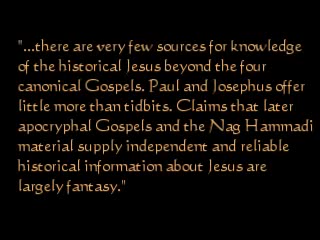 "...there are very few sources for knowledge
of the historical Jesus beyond the four
canonical Gospels. Paul and Josephus offer
little more than tidbits. Claims that later
apocryphal Gospels and the Nag Hammadi
material supply independent and reliable
historical information about Jesus are
largely fantasy."